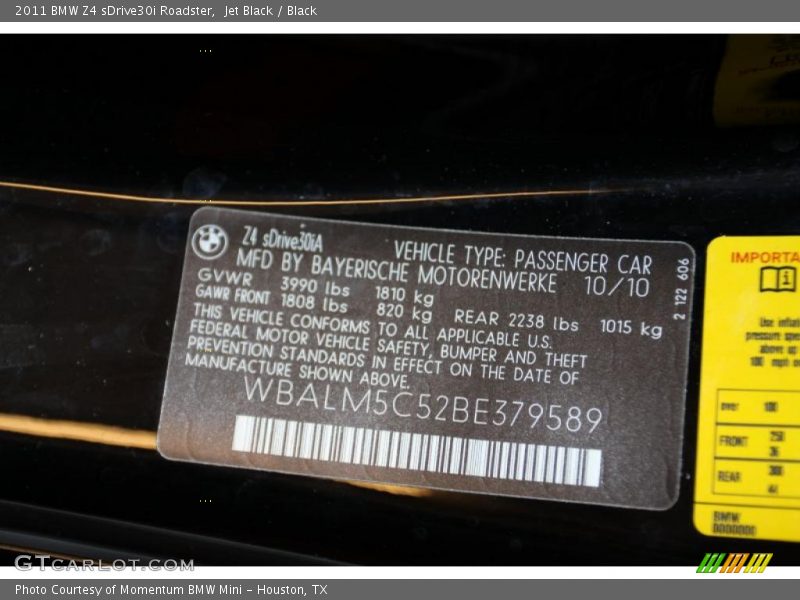 2011 BMW Z4 sDrive30i Roadster,  Jet Black / Black
Z4 sDrive30iA
VEHICLE TYPE: PASSENGER CAR
MFD BY BAYERISCHE MOTORENWERKE 10/10
GVWR 3990 lbs 1810 kg
GAWR FRONT 1808 lbs 820 kg REAR 2238 lbs 1015 kg
THIS VEHICLE CONFORMS TO ALL APPLICABLE U.S.
FEDERAL MOTOR VEHICLE SAFETY, BUMPER AND THEFT
PREVENTION STANDARDS IN EFFECT ON THE DATE OF
MANUFACTURE SHOWN ABOVE.
WBALM5C52BE379589
2 122 606
IMPORTA
over 100
FRONT
REAR
BMW
GTCARLOT.COM
Photo Courtesy of Momentum BMW Mini - Houston, TX